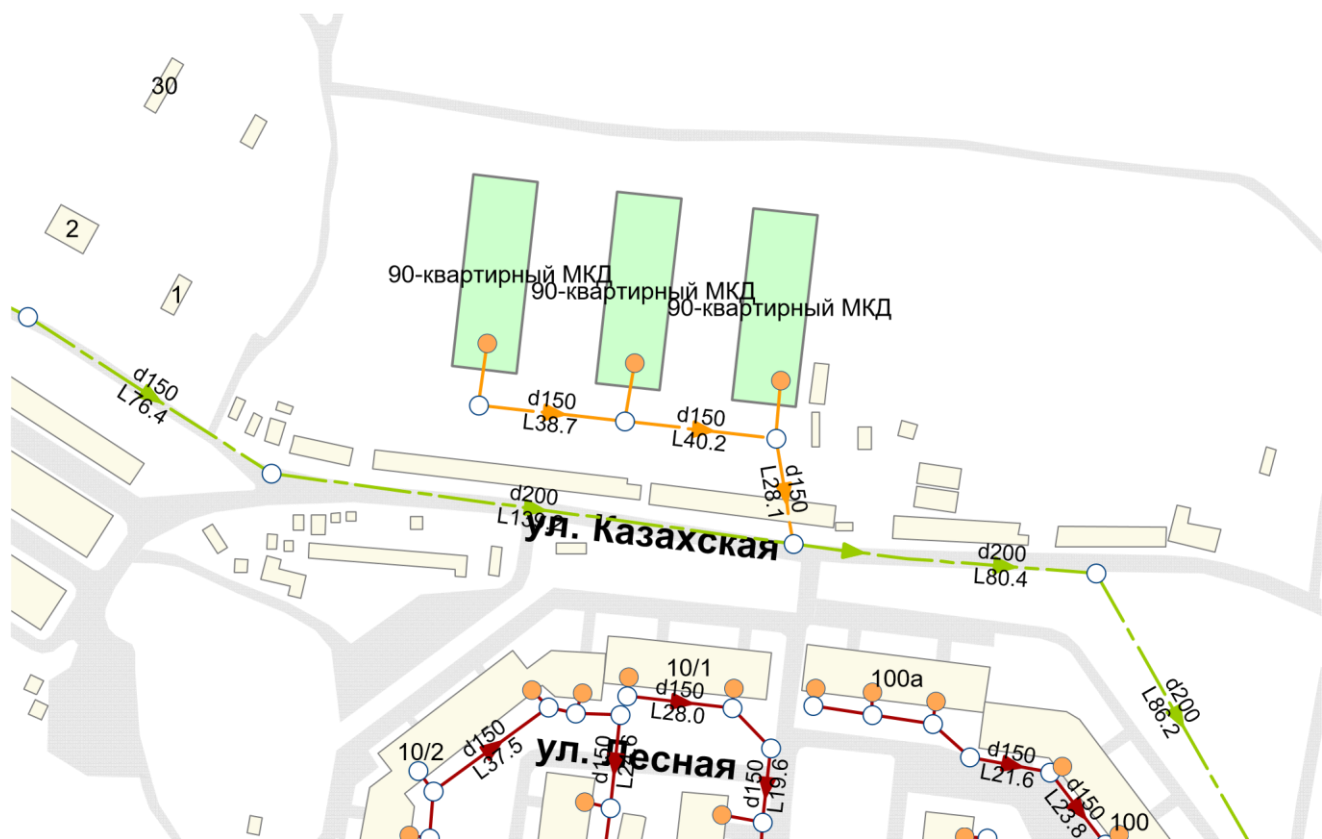 30
2
1
90-квартирный МКД
90-квартирный МКД
90-квартирный МКД
d150
L76.4
d150
L38.7
d150
L40.2
d150
L28.1
d200
ул. Казахская
d200
L80.4
d200
L86.2
10/1
d150
L28.0
100а
10/2
d150
L37.5
d150
ул. Лесная
d150
L19.6
d150
L21.6
d150
L23.8
100